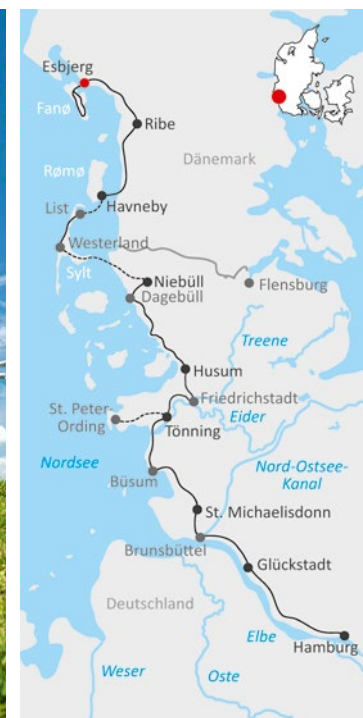 Esbjerg
Fanø
Ribe
Dänemark
Rømø
List
Havneby
Westerland
Sylt
Niebüll
Flensburg
Dagebüll
Treene
Husum
St. Peter-
Ording
Friedrichstadt
Eider
Tönning
Nordsee
Nord-Ostsee-
Kanal
Büsum
St. Michaelisdonn
Brunsbüttel
Glückstadt
Deutschland
Elbe
Hamburg
Weser
Oste